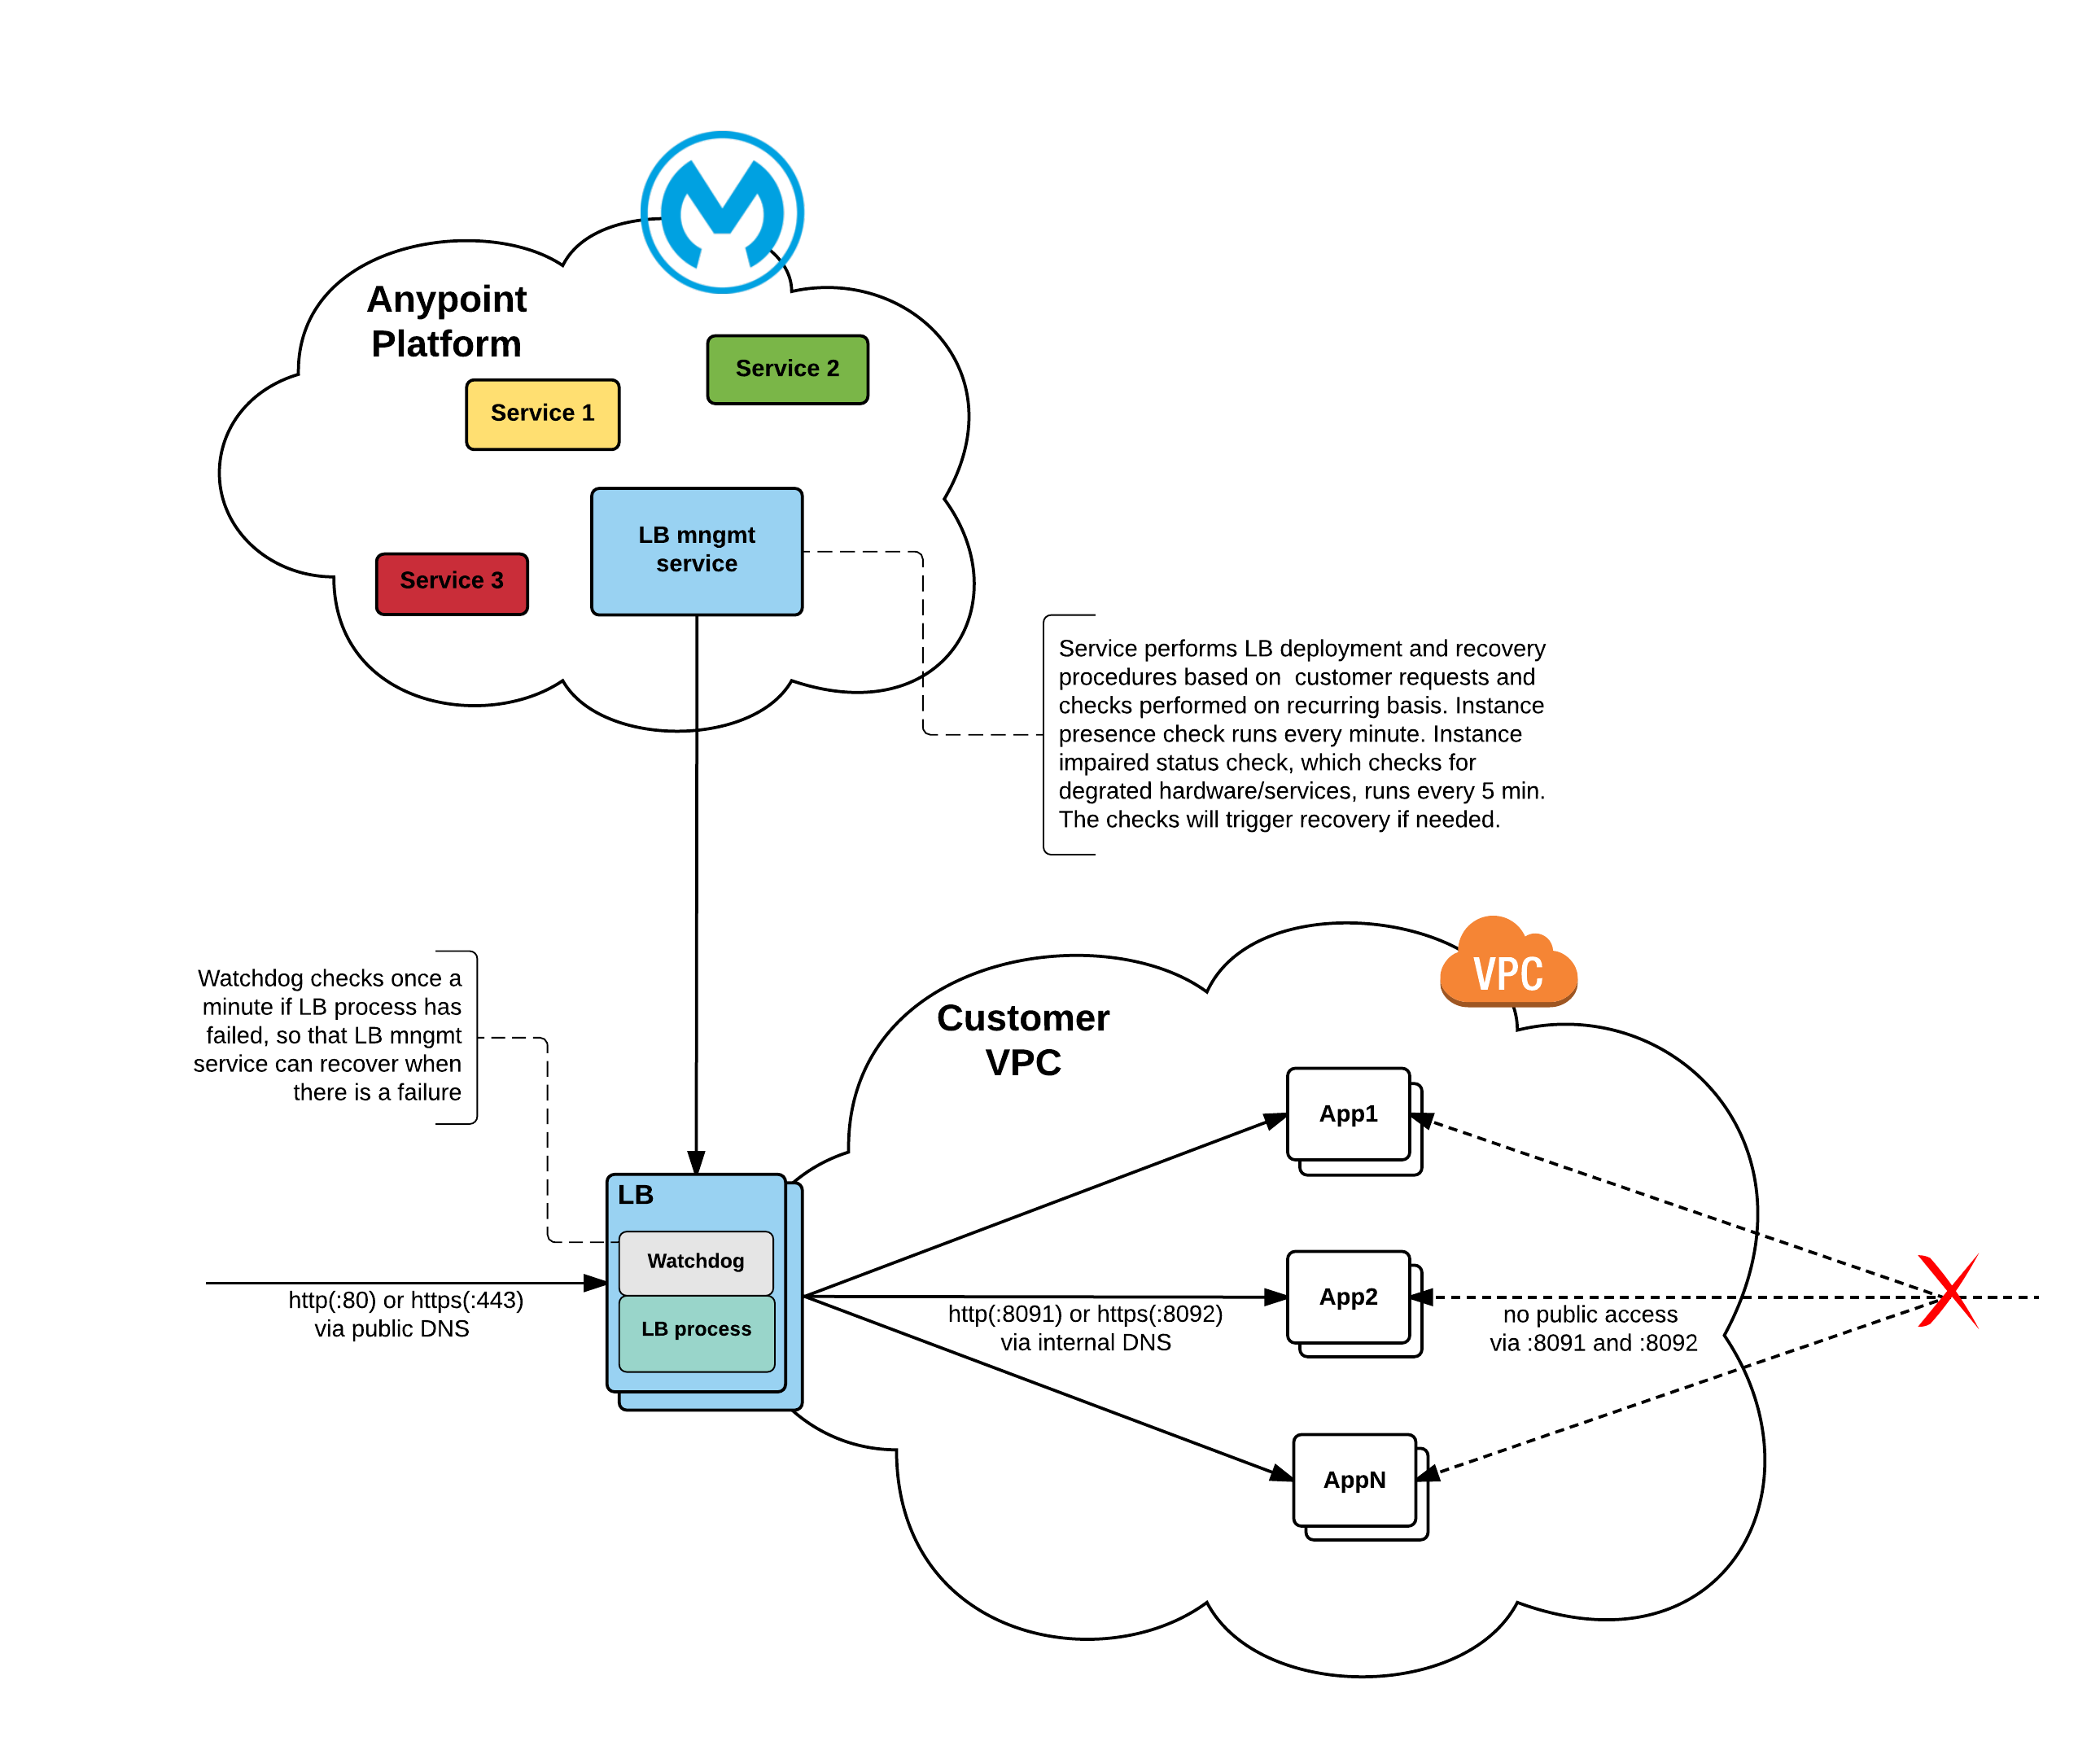 Anypoint
Platform
Service 2
Service 1
LB mngmt
service
Service 3
Service performs LB deployment and recovery
procedures based on  customer requests and
checks performed on recurring basis. Instance
presence check runs every minute. Instance
impaired status check, which checks for
degrated hardware/services, runs every 5 min.
The checks will trigger recovery if needed.
Watchdog checks once a
minute if LB process has
failed, so that LB mngmt
service can recover when
there is a failure
VPC
Customer
VPC
App1
LB
Watchdog
LB process
http(:80) or https(:443)
via public DNS
http(:8091) or https(:8092)
via internal DNS
App2
no public access
via :8091 and :8092
AppN